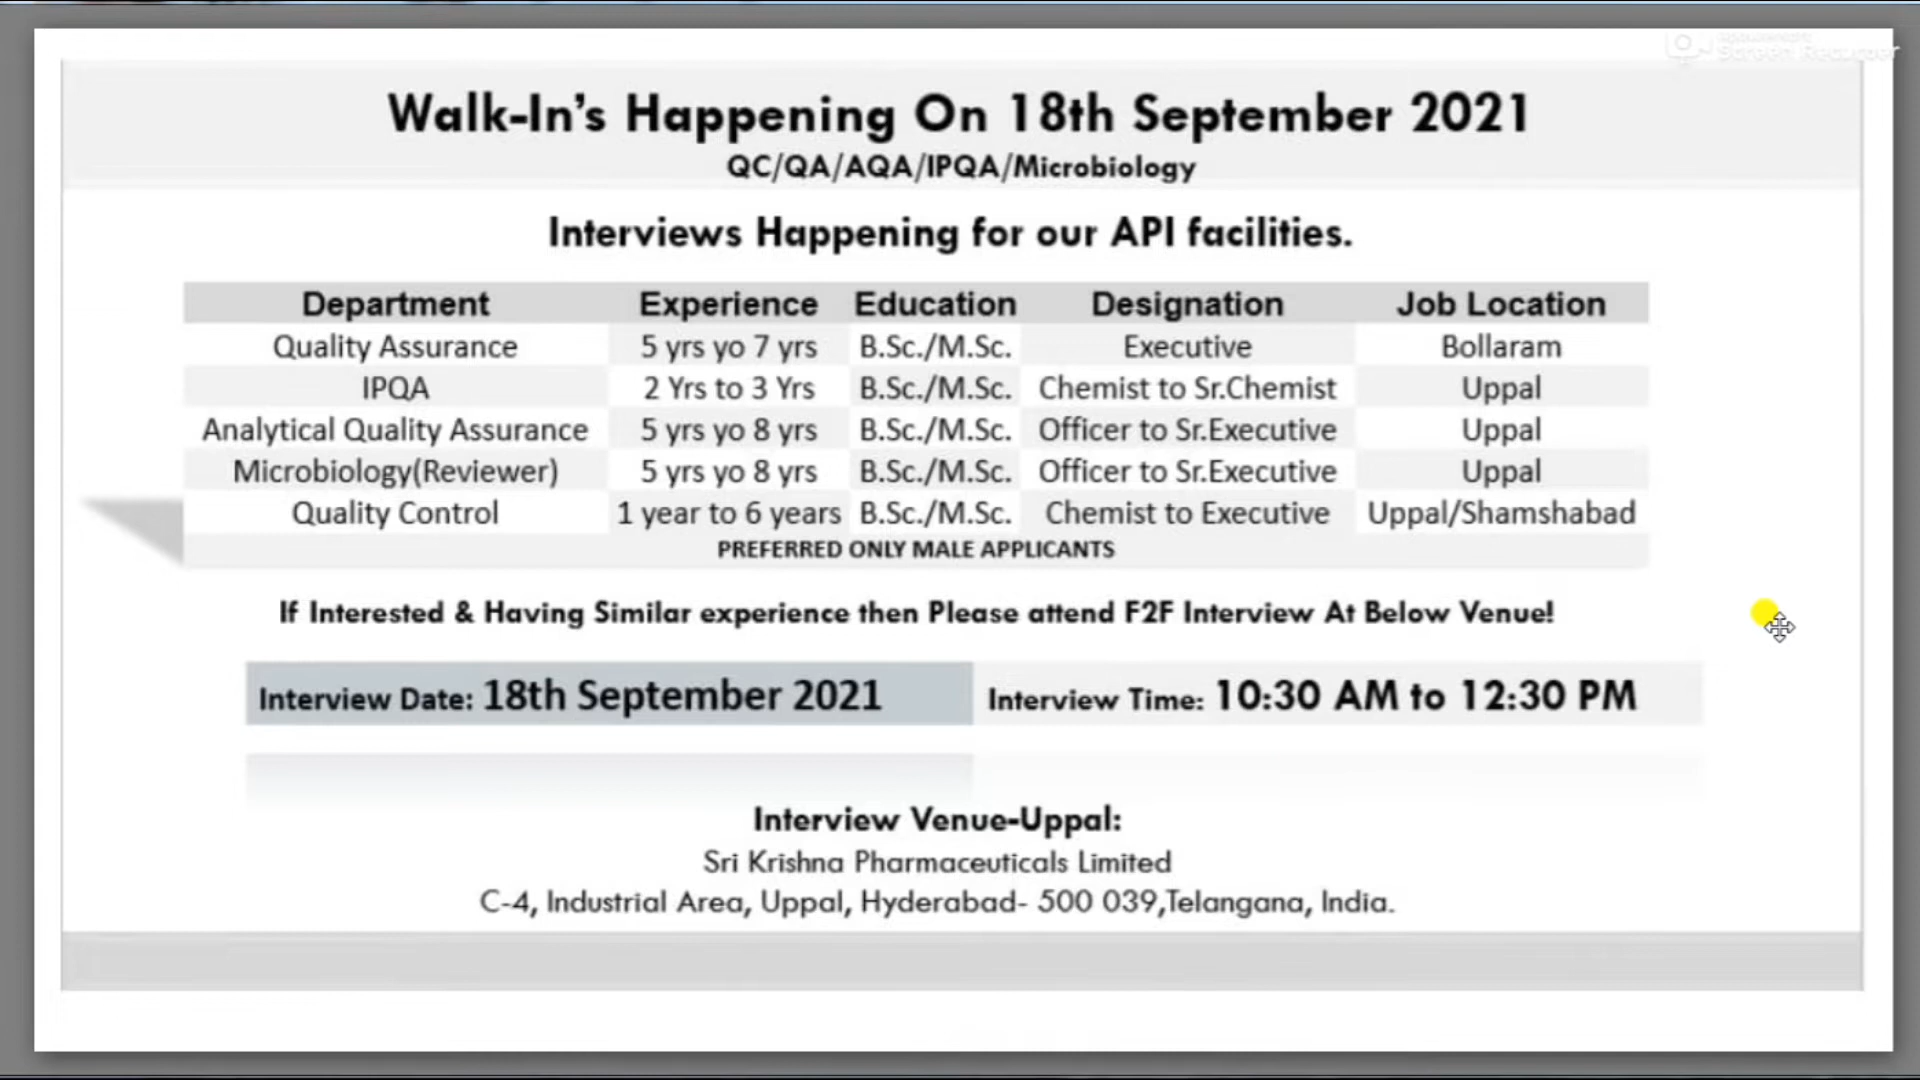 Screen Recorder
Walk-In's Happening On 18th September 2021
QC/QA/AQA/IPQA/Microbiology
Interviews Happening for our API facilities.
Department Experience Education Designation Job Location
Quality Assurance 5 yrs yo 7 yrs B.Sc./M.Sc. Executive Bollaram
IPQA 2 Yrs to 3 Yrs B.Sc./M.Sc. Chemist to Sr.Chemist Uppal
Analytical Quality Assurance 5 yrs yo 8 yrs B.Sc./M.Sc. Officer to Sr.Executive Uppal
Microbiology(Reviewer) 5 yrs yo 8 yrs B.Sc./M.Sc. Officer to Sr.Executive Uppal
Quality Control 1 year to 6 years B.Sc./M.Sc. Chemist to Executive Uppal/Shamshabad
PREFERRED ONLY MALE APPLICANTS
If Interested & Having Similar experience then Please attend F2F Interview At Below Venue!
Interview Date: 18th September 2021 Interview Time: 10:30 AM to 12:30 PM
Interview Venue-Uppal:
Sri Krishna Pharmaceuticals Limited
C-4, Industrial Area, Uppal, Hyderabad- 500 039,Telangana, India.